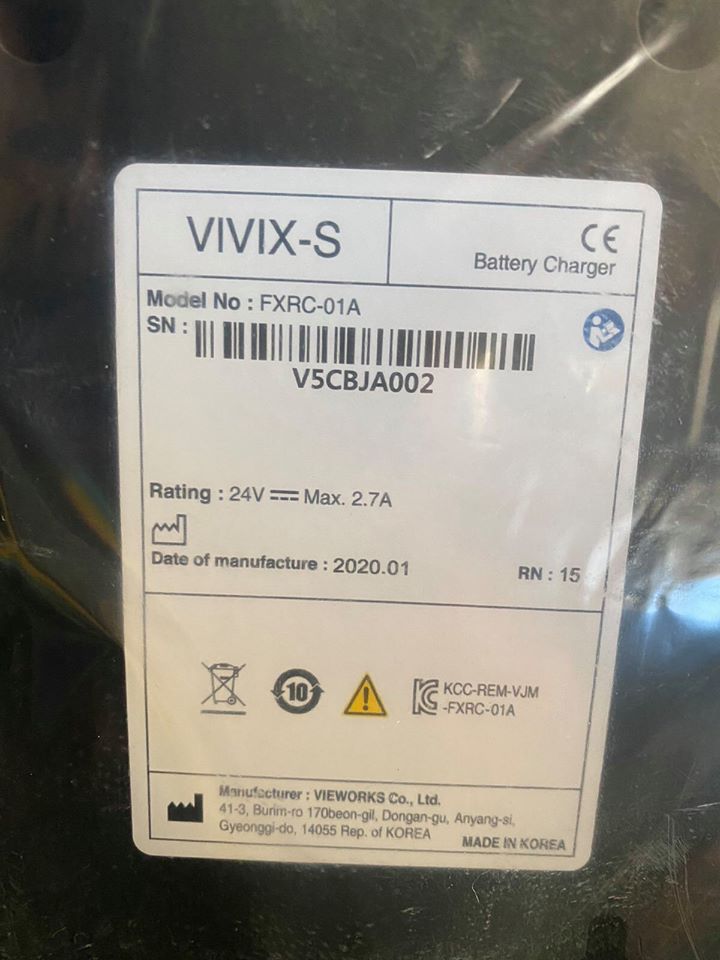 VIVIX-S
CE
Battery Charger
Model No : FXRC-01A
SN :
V5CBJA002
Rating : 24V ⎓ Max. 2.7A
Date of manufacture : 2020.01
RN : 15
10
KCC-REM-VJM
-FXRC-01A
Manufacturer : VIEWORKS Co., Ltd.
41-3, Burim-ro 170beon-gil, Dongan-gu, Anyang-si,
Gyeonggi-do, 14055 Rep. of KOREA
MADE IN KOREA